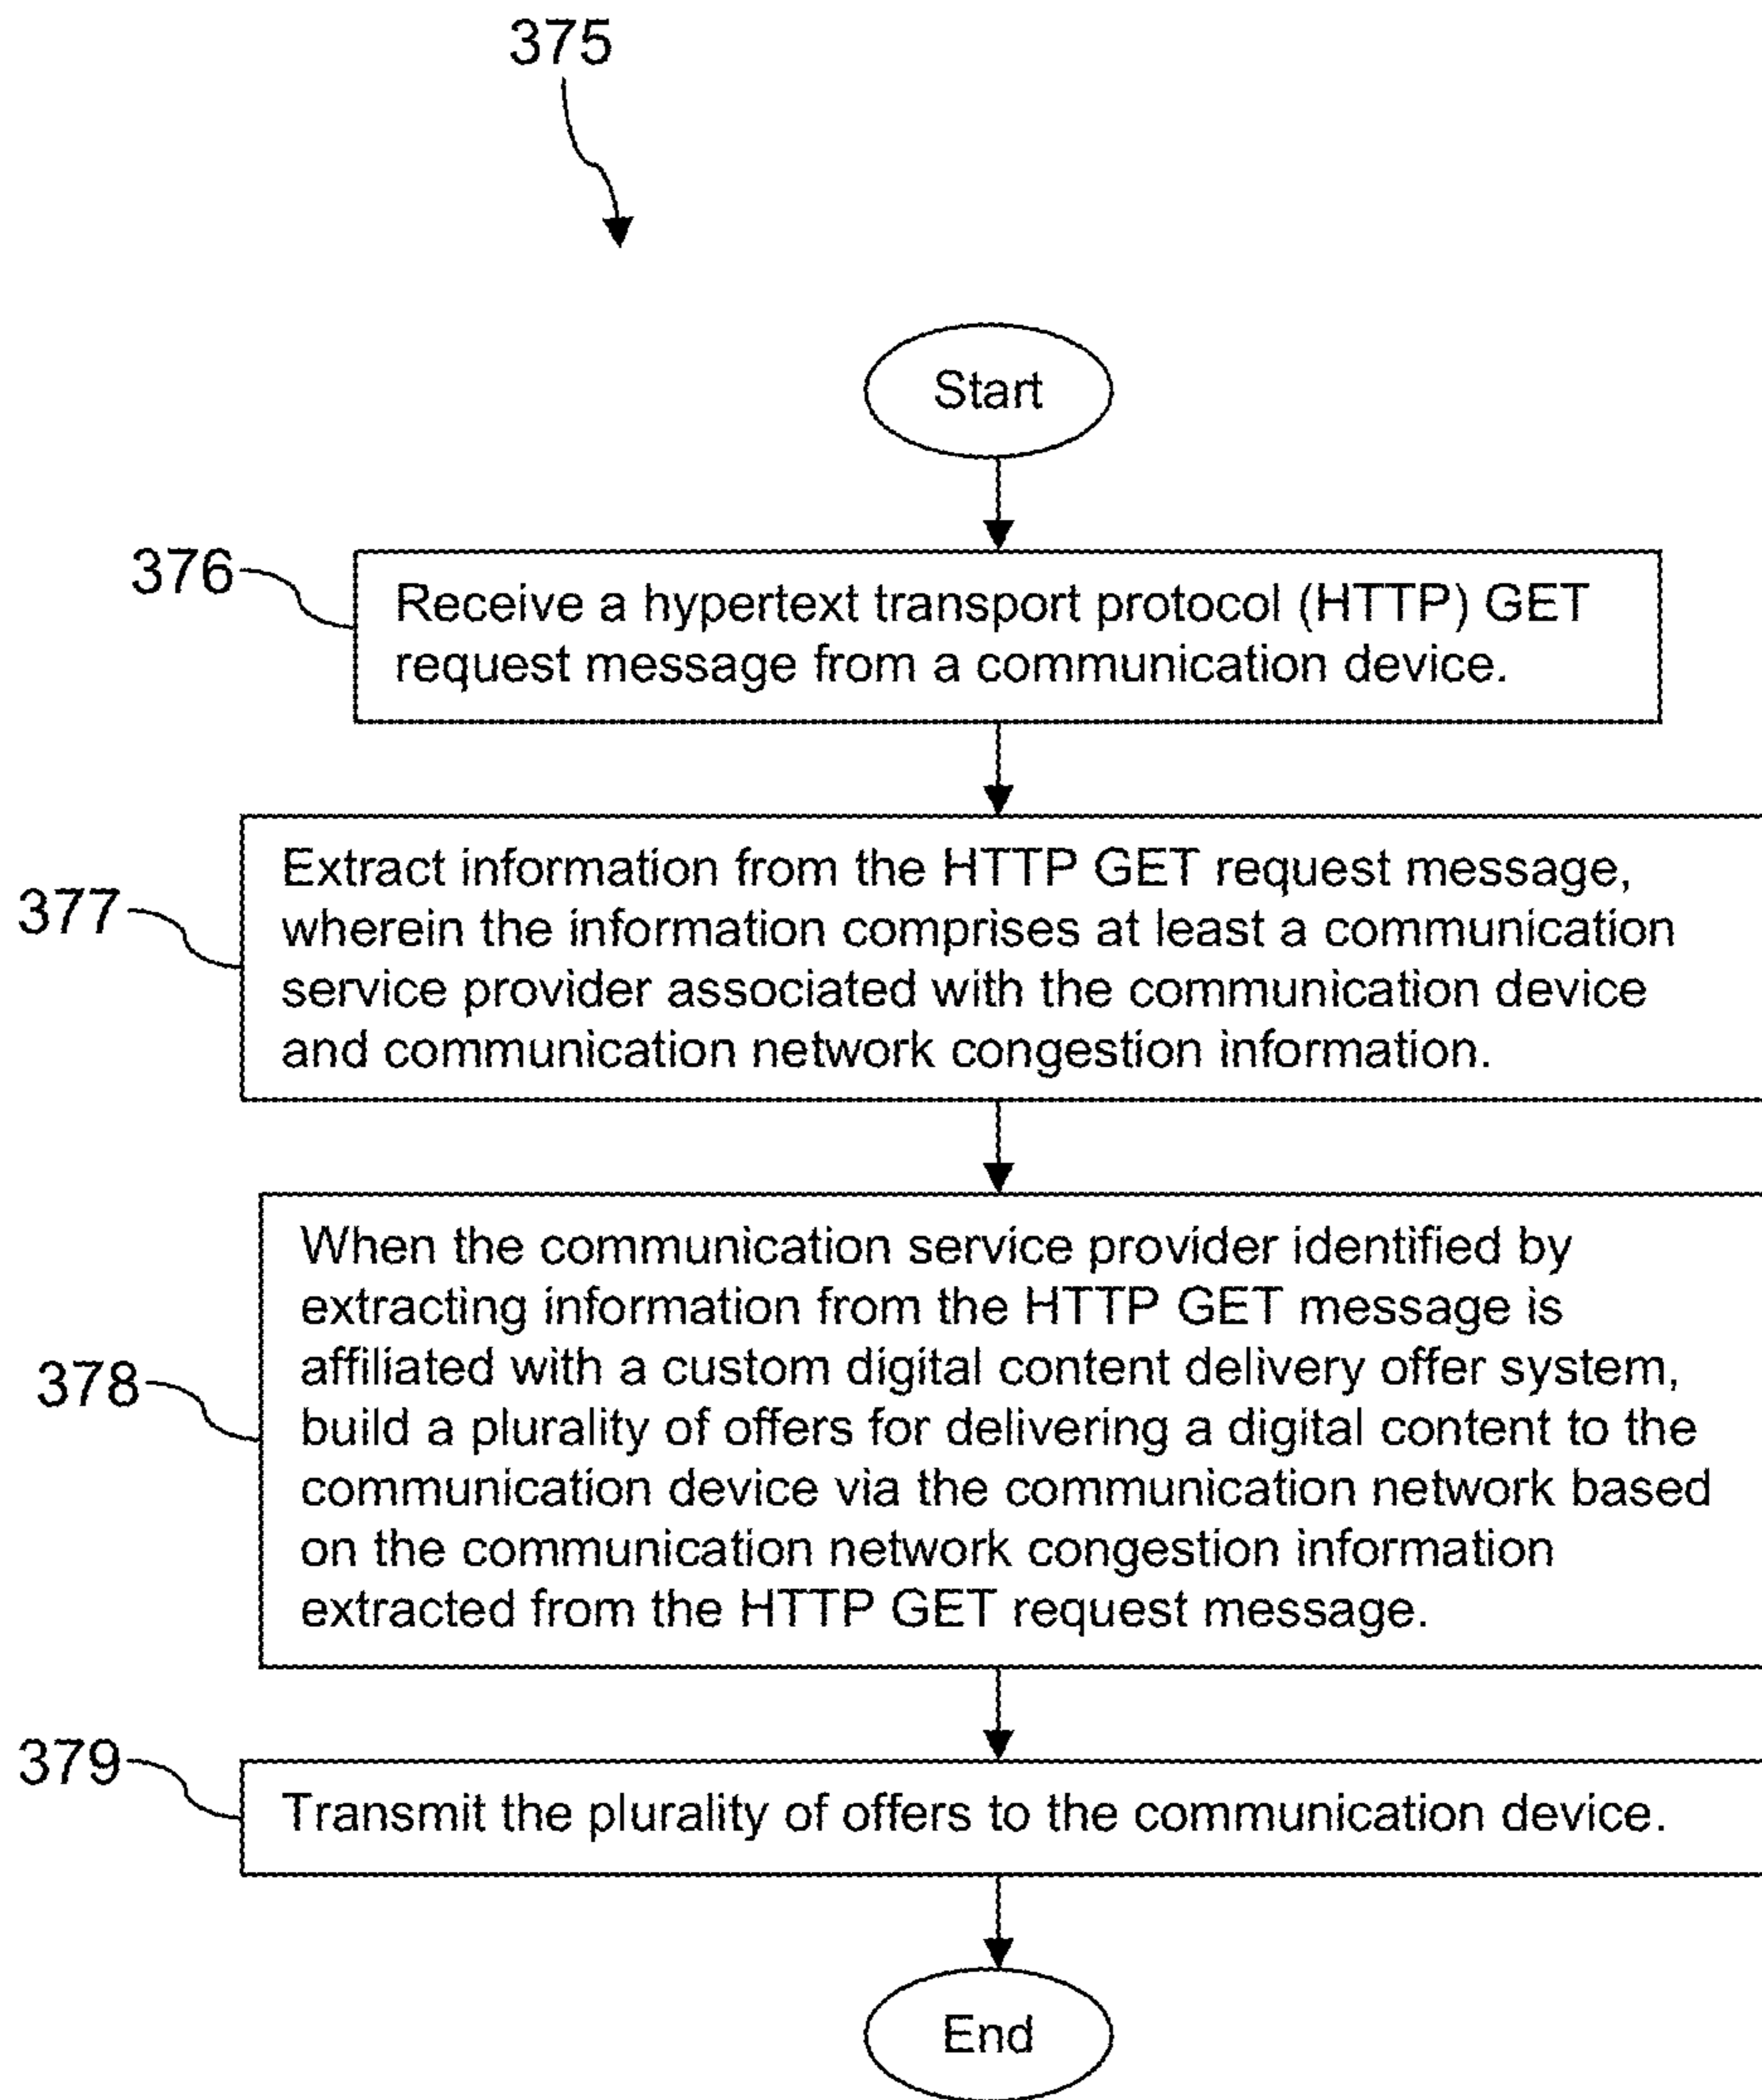 375
Start
376
Receive a hypertext transport protocol (HTTP) GET
request message from a communication device.
377
Extract information from the HTTP GET request message,
wherein the information comprises at least a communication
service provider associated with the communication device
and communication network congestion information.
378
When the communication service provider identified by
extracting information from the HTTP GET message is
affiliated with a custom digital content delivery offer system,
build a plurality of offers for delivering a digital content to the
communication device via the communication network based
on the communication network congestion information
extracted from the HTTP GET request message.
379
Transmit the plurality of offers to the communication device.
End